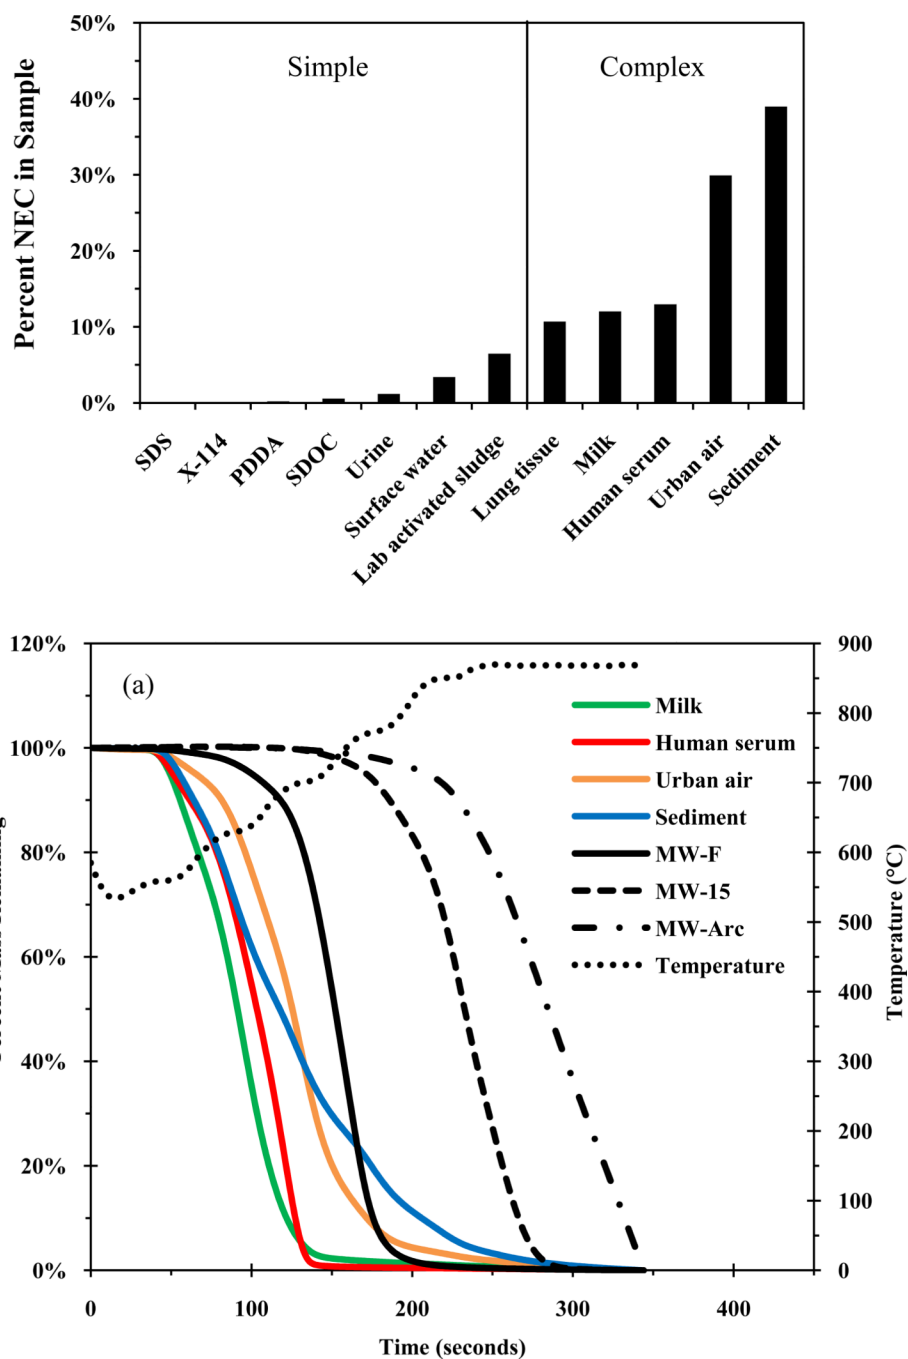 50%
40%
30%
20%
10%
0%
Percent NEC in Sample
Simple
Complex
SDS
X-114
PDDA
SDOC
Urine
Surface water
Lab activated sludge
Lung tissue
Milk
Human serum
Urban air
Sediment
120%
100%
80%
60%
40%
20%
0%
(a)
Milk
Human serum
Urban air
Sediment
MW-F
MW-15
MW-Arc
Temperature
900
800
700
600
500
400
300
200
100
0
Temperature (°C)
0
100
200
300
400
Time (seconds)